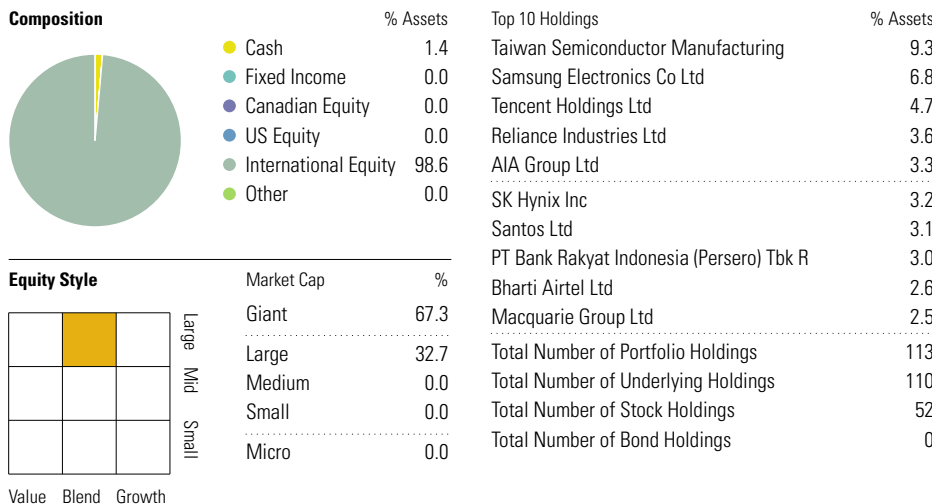 Composition % Assets
Cash 1.4
Fixed Income 0.0
Canadian Equity 0.0
US Equity 0.0
International Equity 98.6
Other 0.0
Equity Style
Large
Mid
Small
Value Blend Growth
Market Cap %
Giant 67.3
Large 32.7
Medium 0.0
Small 0.0
Micro 0.0
Top 10 Holdings % Assets
Taiwan Semiconductor Manufacturing 9.3
Samsung Electronics Co Ltd 6.8
Tencent Holdings Ltd 4.7
Reliance Industries Ltd 3.6
AIA Group Ltd 3.3
SK Hynix Inc 3.2
Santos Ltd 3.1
PT Bank Rakyat Indonesia (Persero) Tbk R 3.0
Bharti Airtel Ltd 2.6
Macquarie Group Ltd 2.5
Total Number of Portfolio Holdings 113
Total Number of Underlying Holdings 110
Total Number of Stock Holdings 52
Total Number of Bond Holdings 0